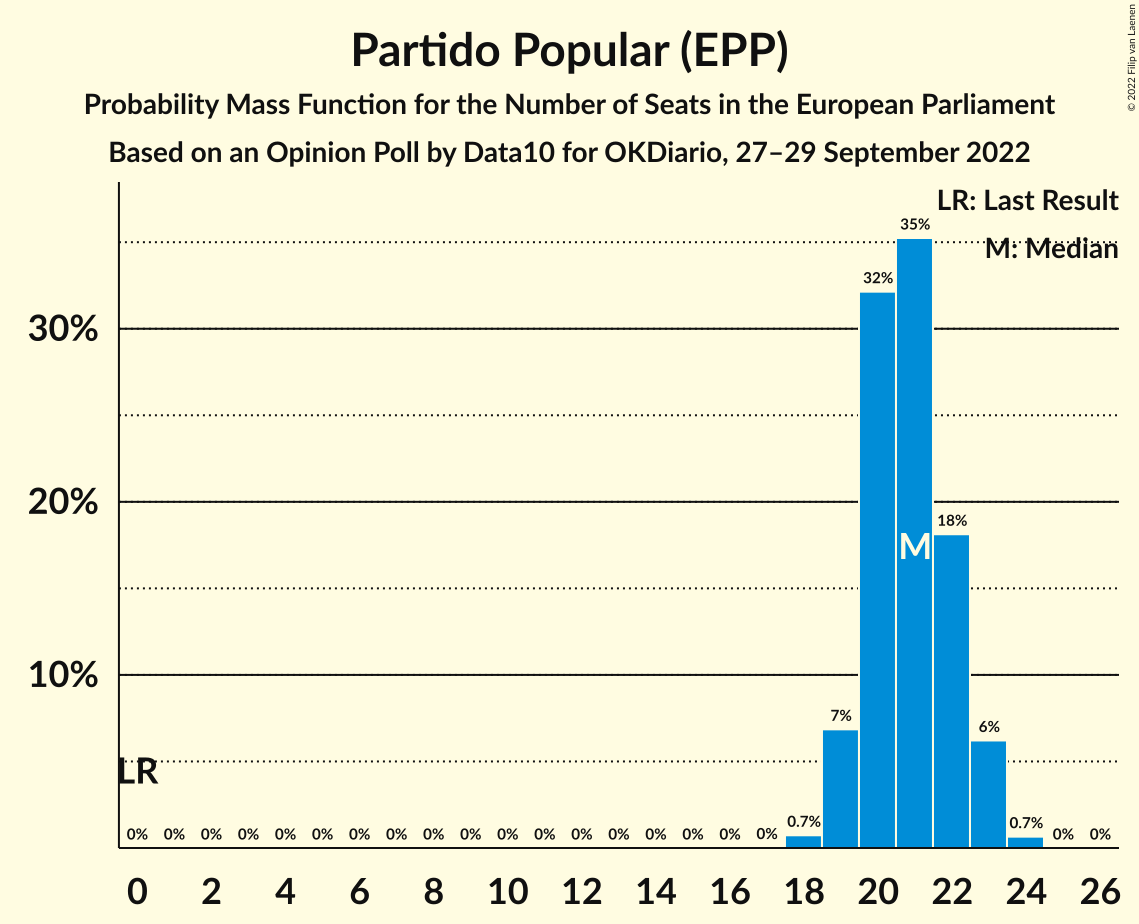 Partido Popular (EPP)
Probability Mass Function for the Number of Seats in the European Parliament
Based on an Opinion Poll by Data10 for OKDiario, 27–29 September 2022
© 2022 Filip van Laenen
LR: Last Result
M: Median
30%
20%
10%
LR
M
0% 0% 0% 0% 0% 0% 0% 0% 0% 0% 0% 0% 0% 0% 0% 0% 0% 0% 0.7% 7% 32% 35% 18% 6% 0.7% 0% 0%
0 2 4 6 8 10 12 14 16 18 20 22 24 26